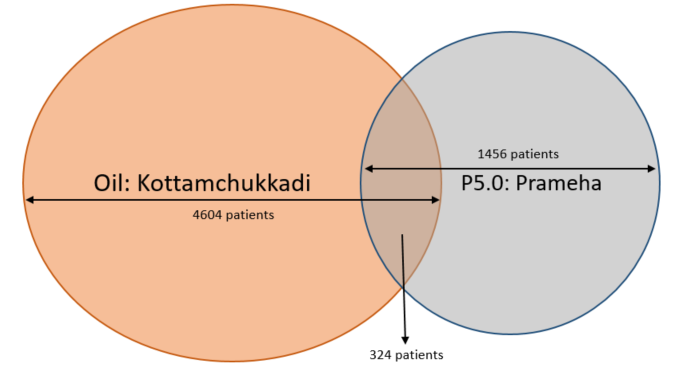 1456 patients
Oil: Kottamchukkadi
P5.0: Prameha
4604 patients
324 patients